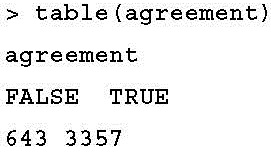 > table(agreement)
agreement
FALSE TRUE
643 3357